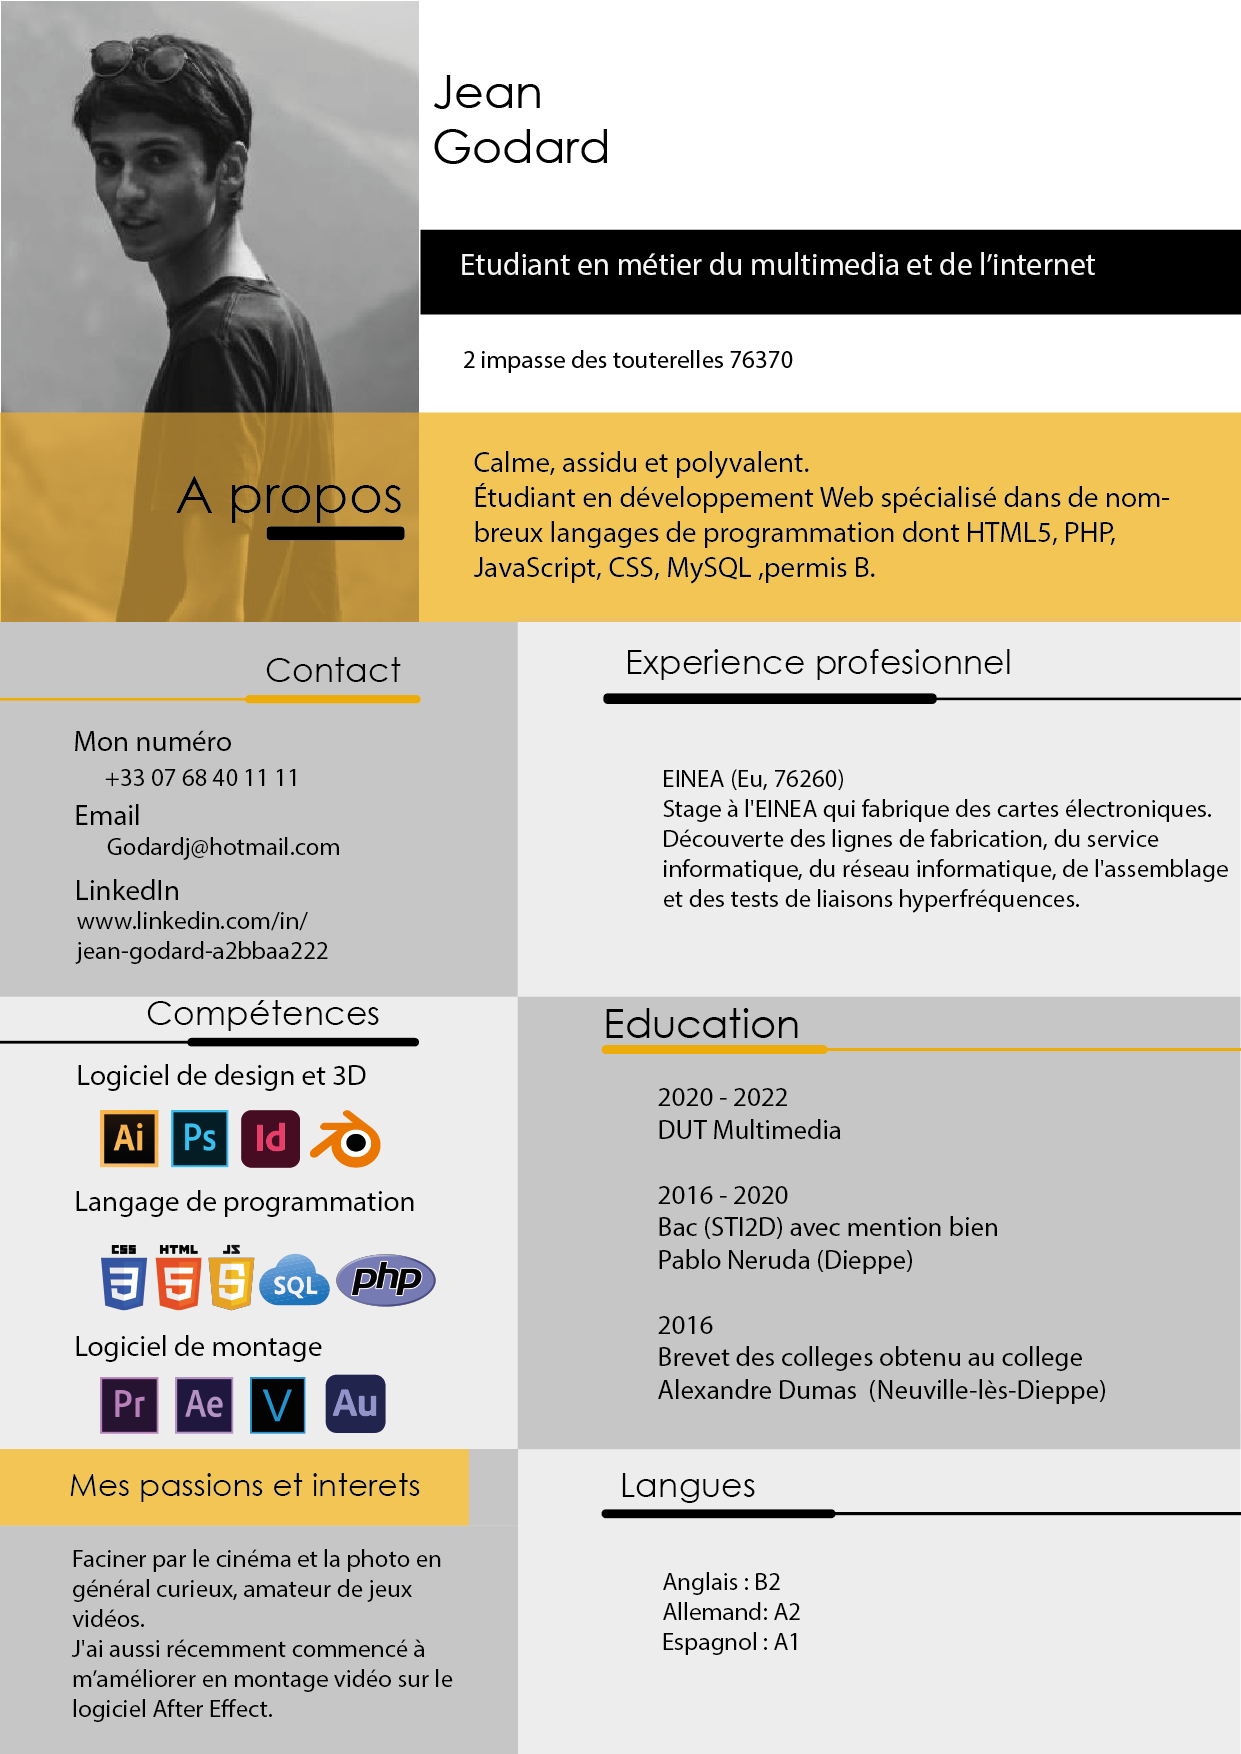 Jean
Godard
Etudiant en métier du multimedia et de l’internet
2 impasse des touterelles 76370
A propos
Calme, assidu et polyvalent.
Étudiant en développement Web spécialisé dans de nom-
breux langages de programmation dont HTML5, PHP,
JavaScript, CSS, MySQL ,permis B.
Contact
Mon numéro
+33 07 68 40 11 11
Email
Godardj@hotmail.com
LinkedIn
www.linkedin.com/in/
jean-godard-a2bbaa222
Experience profesionnel
EINEA (Eu, 76260)
Stage à l'EINEA qui fabrique des cartes électroniques.
Découverte des lignes de fabrication, du service
informatique, du réseau informatique, de l'assemblage
et des tests de liaisons hyperfréquences.
Compétences
Logiciel de design et 3D
Ai Ps Id
Langage de programmation
CSS HTML JS
3 5 5 SQL php
Logiciel de montage
Pr Ae V Au
Education
2020 - 2022
DUT Multimedia
2016 - 2020
Bac (STI2D) avec mention bien
Pablo Neruda (Dieppe)
2016
Brevet des colleges obtenu au college
Alexandre Dumas  (Neuville-lès-Dieppe)
Mes passions et interets
Faciner par le cinéma et la photo en
général curieux, amateur de jeux
vidéos.
J'ai aussi récemment commencé à
m’améliorer en montage vidéo sur le
logiciel After Effect.
Langues
Anglais : B2
Allemand: A2
Espagnol : A1